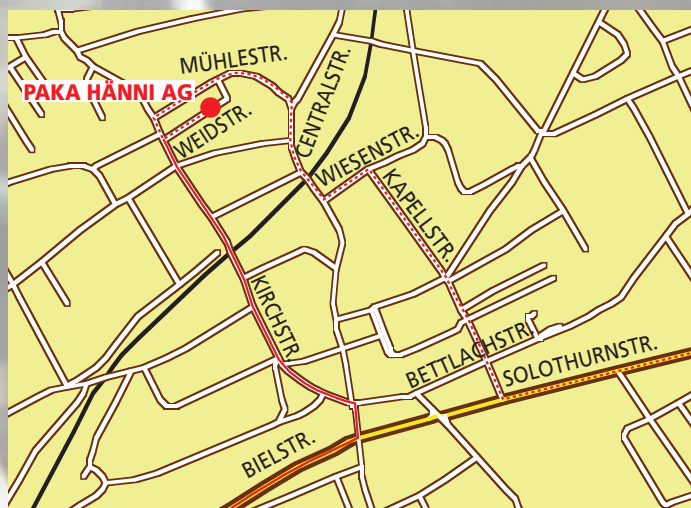 MÜHLESTR.
PAKA HÄNNI AG
WEIDSTR.
CENTRALSTR.
WIESENSTR.
KAPELLSTR.
KIRCHSTR
BETTLACHSTR.
SOLOTHURNSTR.
BIELSTR.